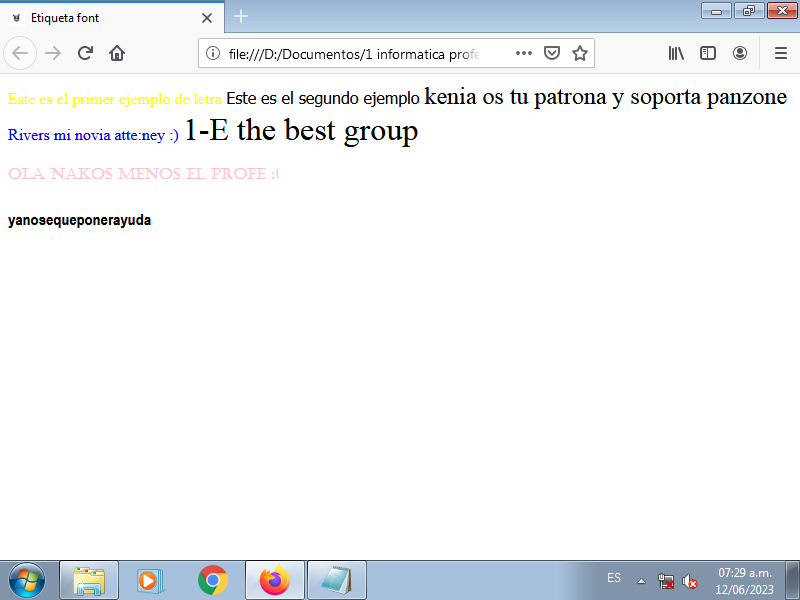 Etiqueta font
file:///D:/Documentos/1 informatica profe
Este es el primer ejemplo de letra Este es el segundo ejemplo kenia os tu patrona y soporta panzone
Rivers mi novia atte:ney :) 1-E the best group
OLA NAKOS MENOS EL PROFE :(
yanosequeponerayuda
ES
07:29 a.m.
12/06/2023